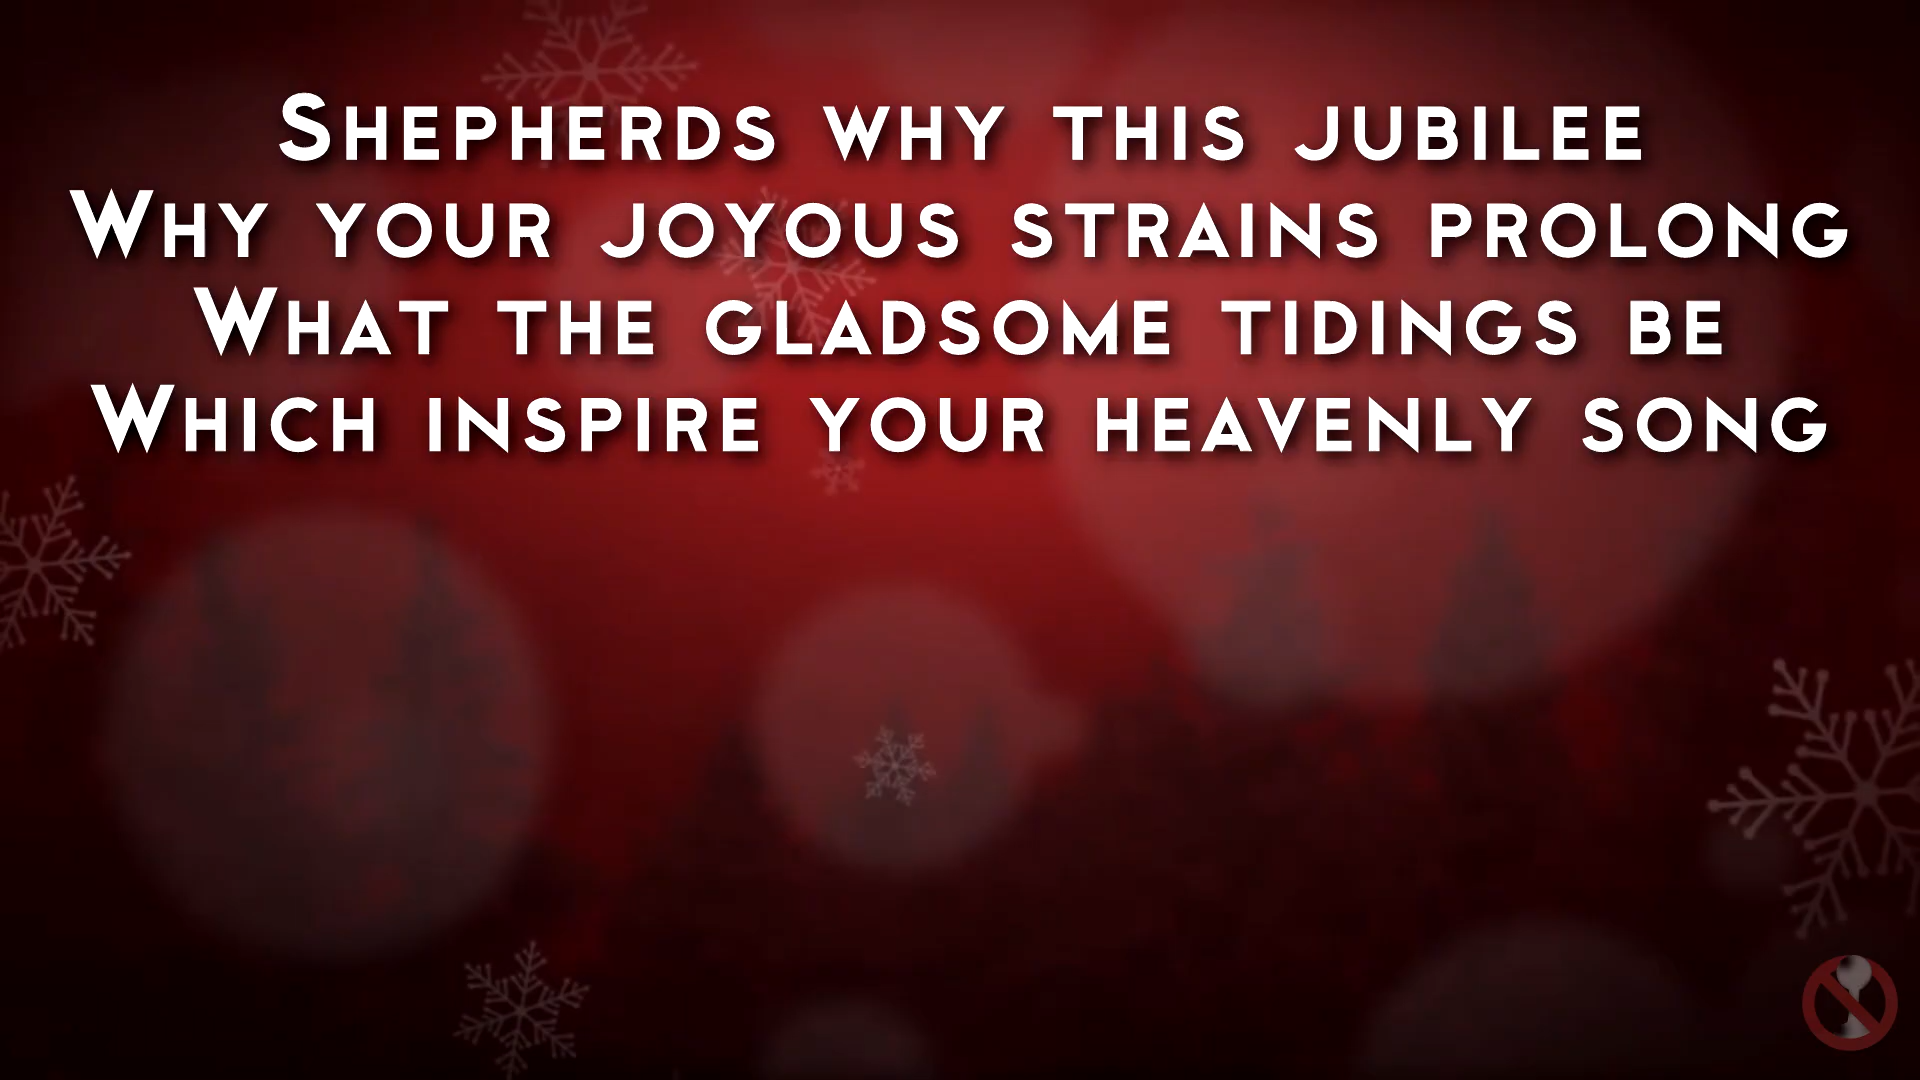 Shepherds why this jubilee
Why your joyous strains prolong
What the gladsome tidings be
Which inspire your heavenly song